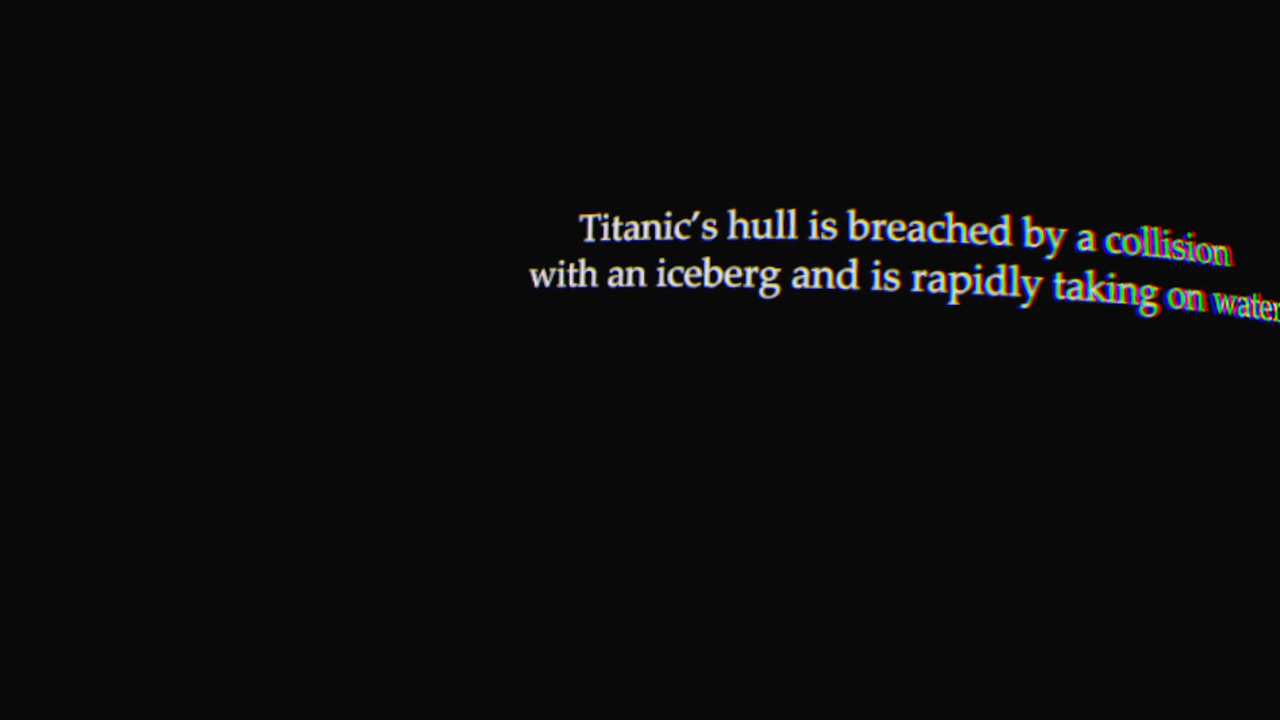 Titanic's hull is breached by a collision
with an iceberg and is rapidly taking on water